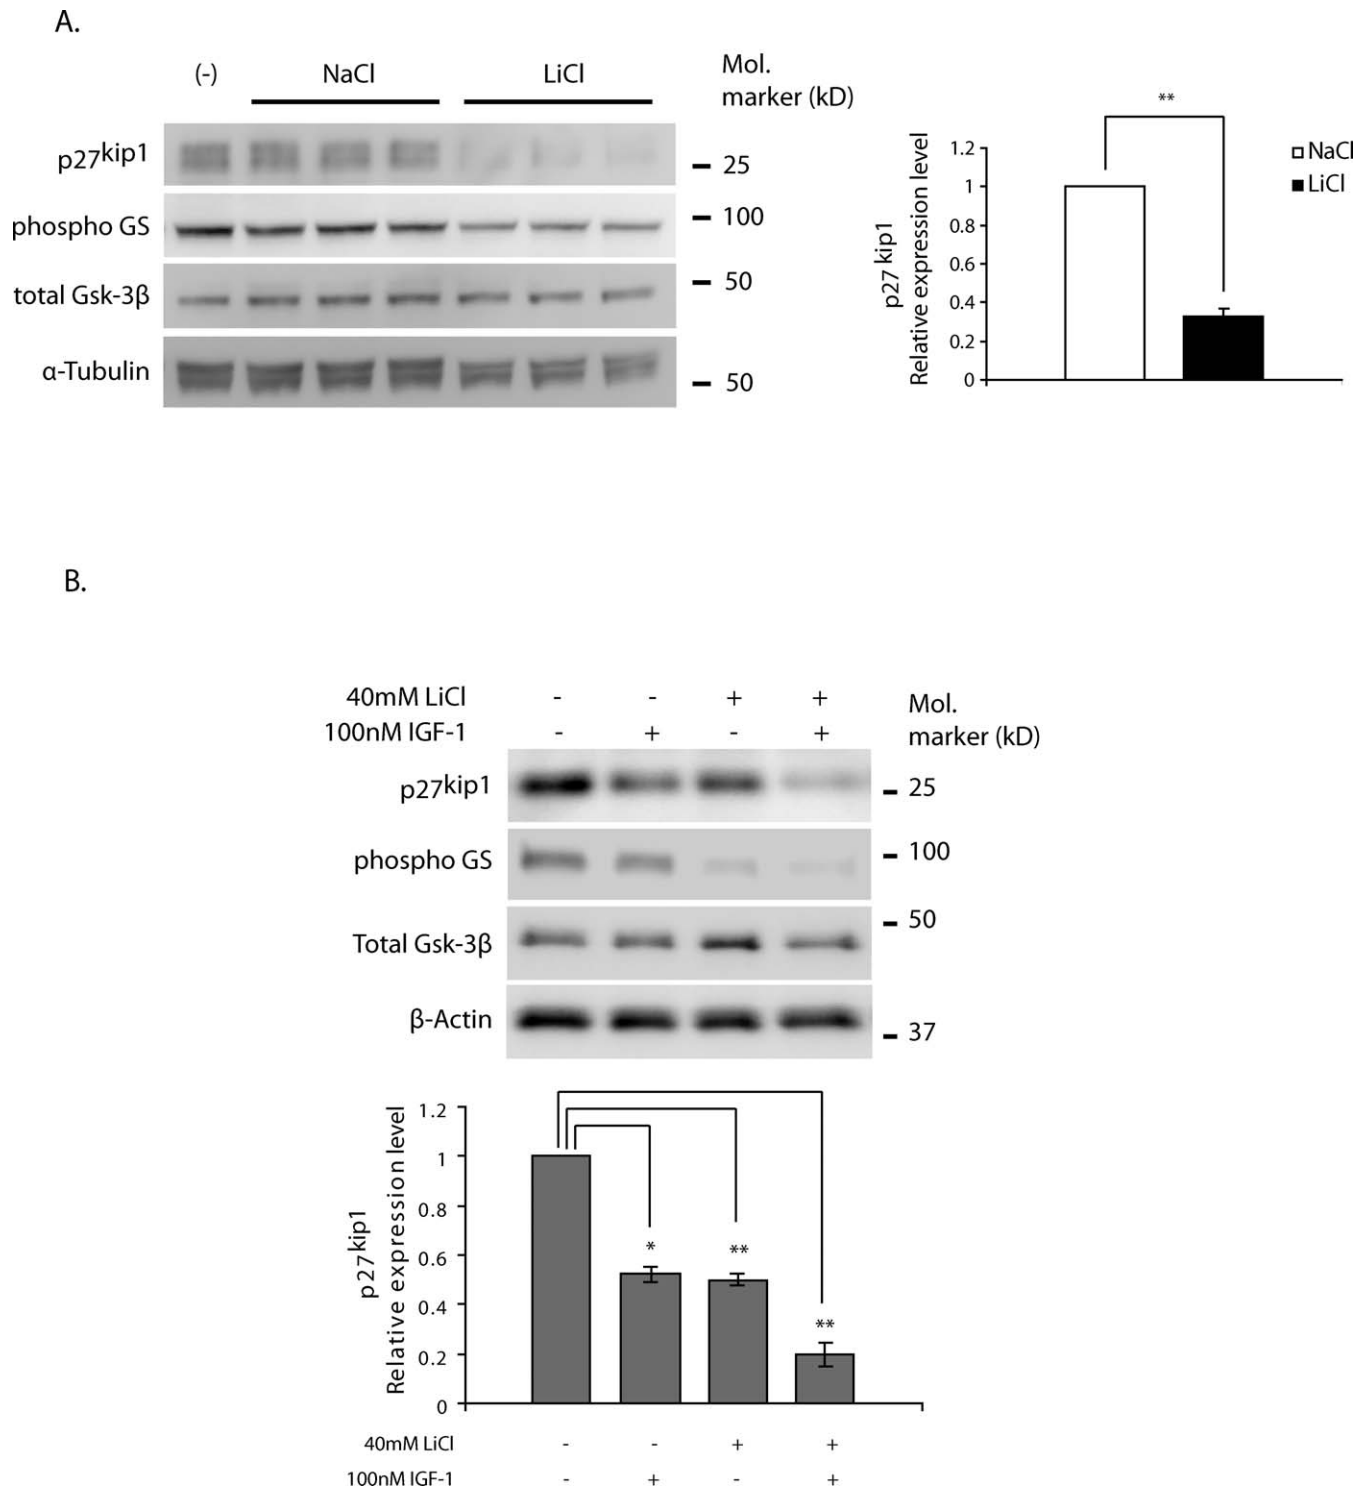 A.
(-) NaCl LiCl
Mol.
marker (kD)
p27kip1
25
phospho GS
100
total Gsk-3β
50
α-Tubulin
50
**
NaCl
LiCl
p27kip1
Relative expression level
1.2
1
0.8
0.6
0.4
0.2
0
B.
40mM LiCl - - + +
100nM IGF-1 - + - +
Mol.
marker (kD)
p27kip1
25
phospho GS
100
Total Gsk-3β
50
β-Actin
37
p27kip1
Relative expression level
1.2
1
0.8
0.6
0.4
0.2
0
* ** **
40mM LiCl - - + +
100nM IGF-1 - + - +